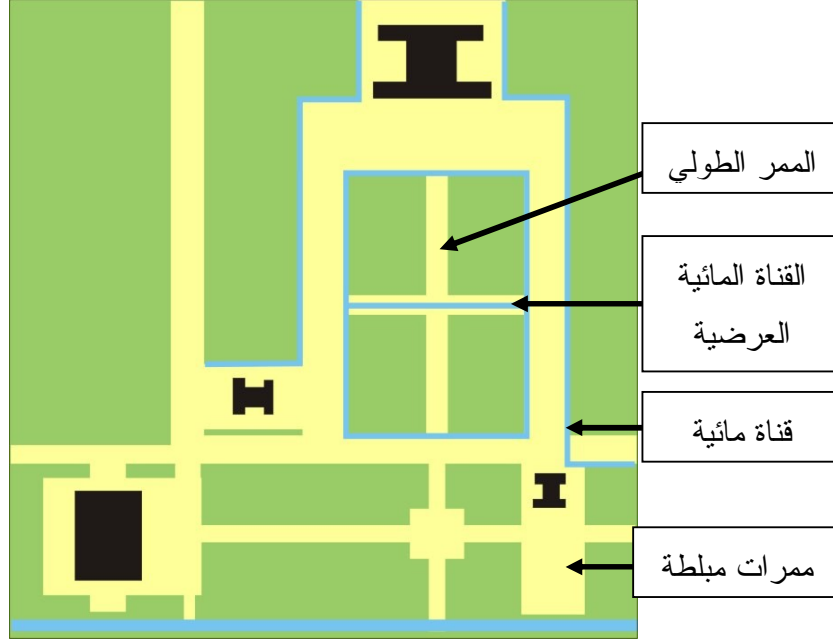 الممر الطولي
القناة المائية
العرضية
قناة مائية
ممرات مبلطة